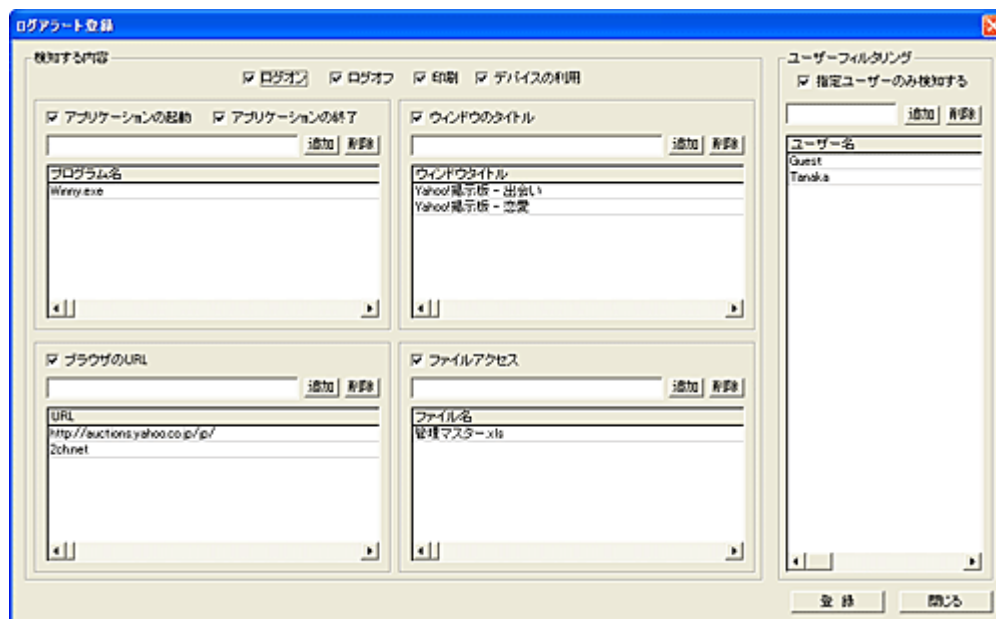 ログアラート登録
検知する内容
ログオン ログオフ 印刷 デバイスの利用
アプリケーションの起動 アプリケーションの終了
追加 削除
プログラム名
Winny.exe
ウィンドウのタイトル
追加 削除
ウィンドウタイトル
Yahoo!掲示板 - 出会い
Yahoo!掲示板 - 恋愛
ブラウザのURL
追加 削除
URL
http://auctions.yahoo.co.jp/jp/
2ch.net
ファイルアクセス
追加 削除
ファイル名
管理マスター.xls
ユーザーフィルタリング
指定ユーザーのみ検知する
追加 削除
ユーザー名
Guest
Tanaka
登録 閉じる